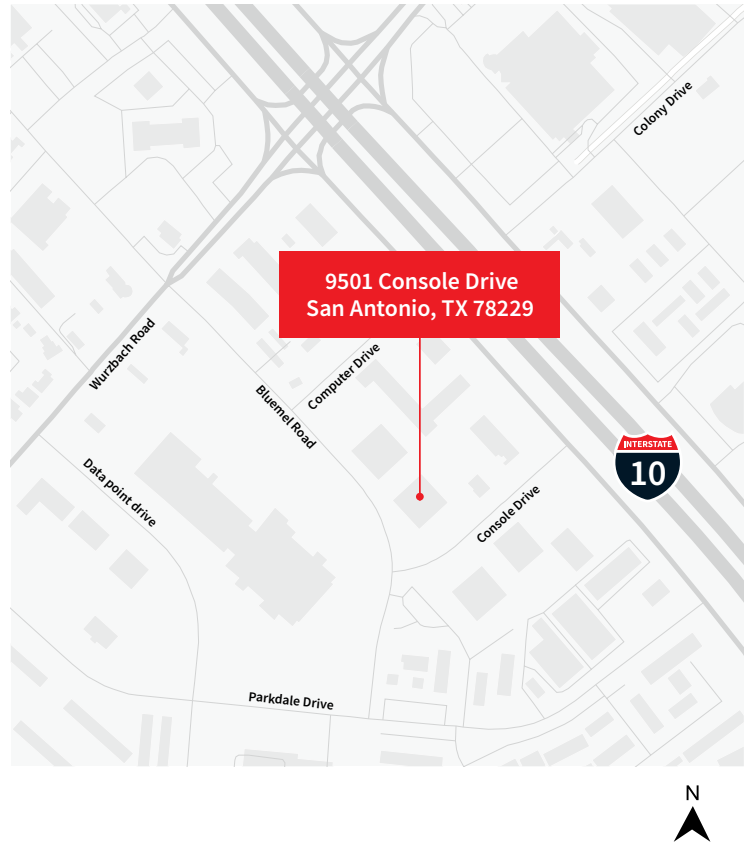 Colony Drive
9501 Console Drive
San Antonio, TX 78229
Wurzbach Road
Computer Drive
Bluemel Road
INTERSTATE
10
Data point drive
Console Drive
Parkdale Drive
N